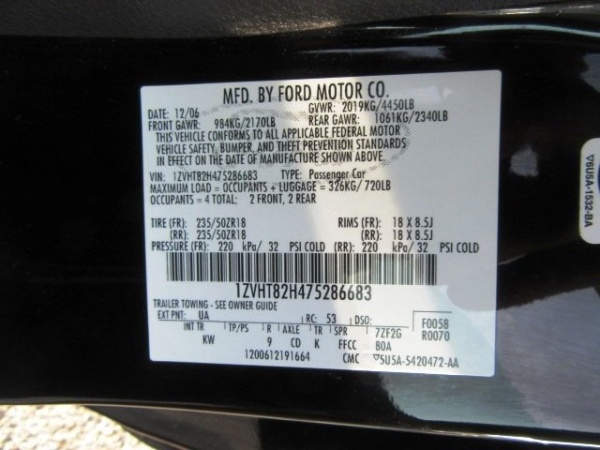 MFD. BY FORD MOTOR CO.
DATE: 12/06 GVWR: 2019KG/4450LB
FRONT GAWR: 984KG/2170LB REAR GAWR: 1061KG/2340LB
THIS VEHICLE CONFORMS TO ALL APPLICABLE FEDERAL MOTOR
VEHICLE SAFETY, BUMPER, AND THEFT PREVENTION STANDARDS
IN EFFECT ON THE DATE OF MANUFACTURE SHOWN ABOVE.
VIN: 1ZVHT82H475286683 TYPE: Passenger Car
MAXIMUM LOAD = OCCUPANTS + LUGGAGE = 326KG/720LB
OCCUPANTS = 4 TOTAL: 2 FRONT, 2 REAR
TIRE (FR): 235/50ZR18 RIMS (FR): 18 X 8.5J
(RR): 235/50ZR18 (RR): 18 X 8.5J
PRESSURE (FR): 220 kPa/ 32 PSI COLD (RR): 220 kPa/ 32 PSI COLD
1ZVHT82H475286683
TRAILER TOWING - SEE OWNER GUIDE
EXT PNT: UA RC: 53 DSO: F0058
INT TR TP/PS R AXLE TR SPR 7ZF2G R0070
KW 9 CD K FFCC BOA
1200612191664 CMC 5U5A-5420472-AA
6U5A-1532-BA